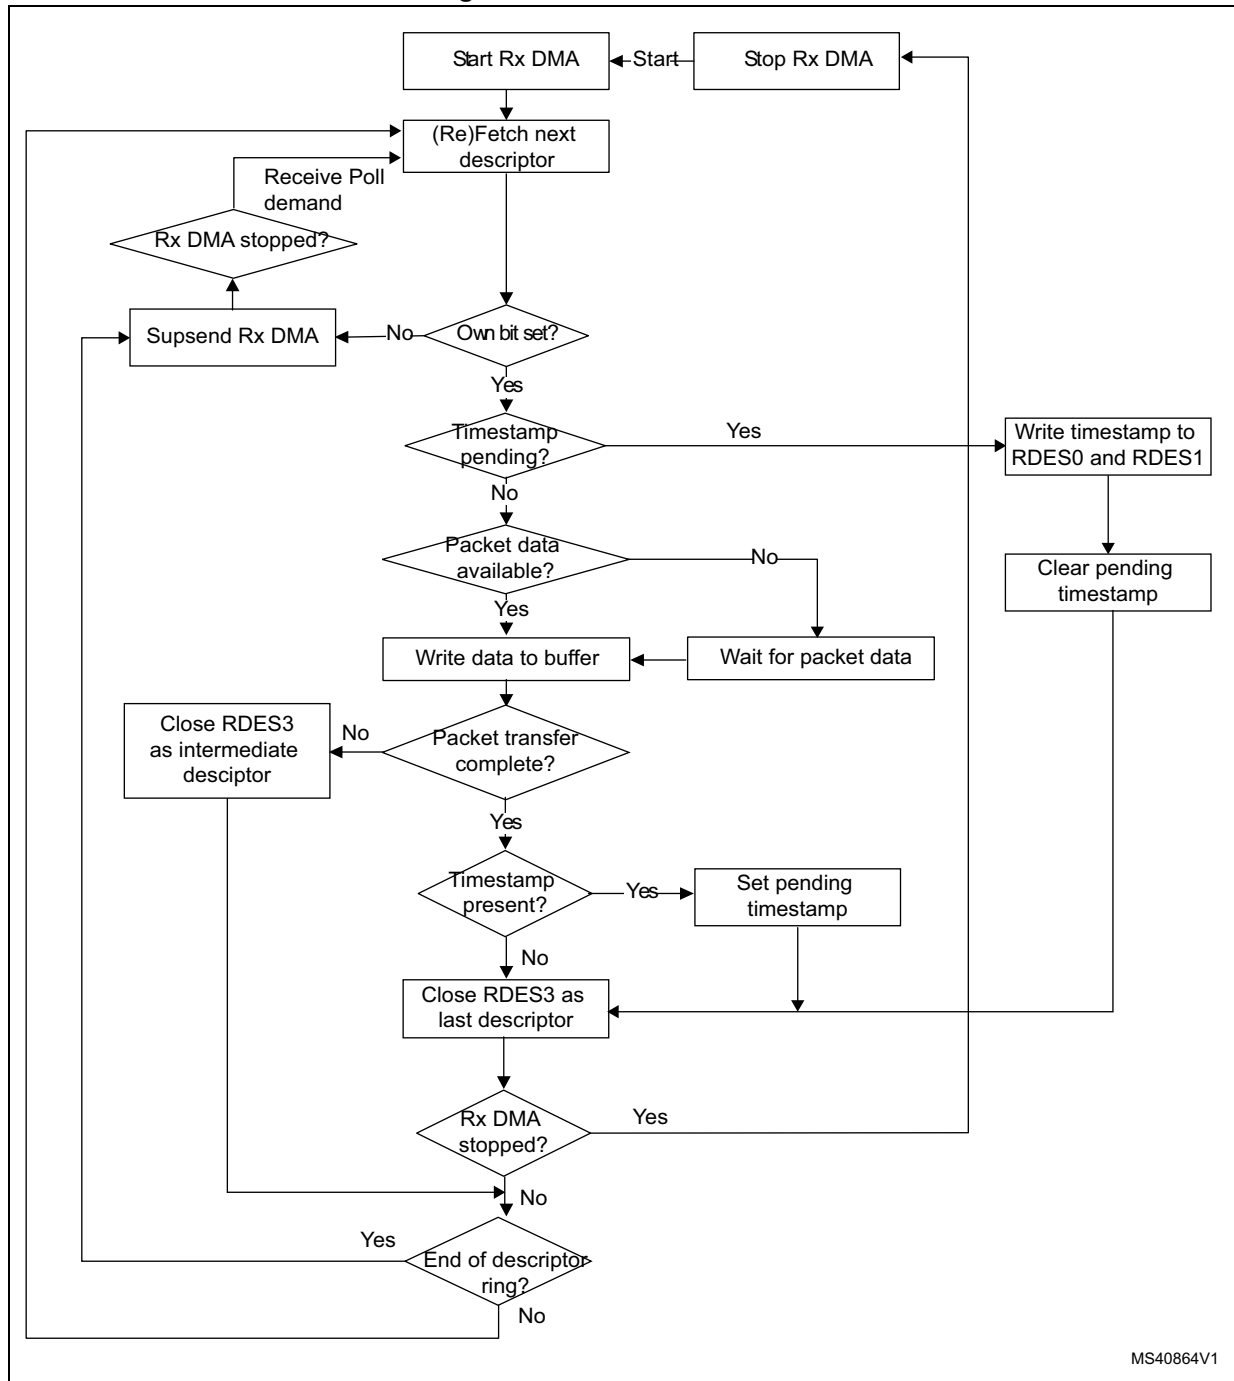 Start Rx DMA
Start
Stop Rx DMA
(Re)Fetch next
descriptor
Receive Poll
demand
Rx DMA stopped?
Supsend Rx DMA
No
Own bit set?
Yes
Timestamp
pending?
Yes
Write timestamp to
RDES0 and RDES1
No
Packet data
available?
No
Clear pending
timestamp
Yes
Write data to buffer
Wait for packet data
Close RDES3
as intermediate
desciptor
No
Packet transfer
complete?
Yes
Timestamp
present?
Yes
Set pending
timestamp
No
Close RDES3 as
last descriptor
Rx DMA
stopped?
Yes
No
Yes
End of descriptor
ring?
No
MS40864V1